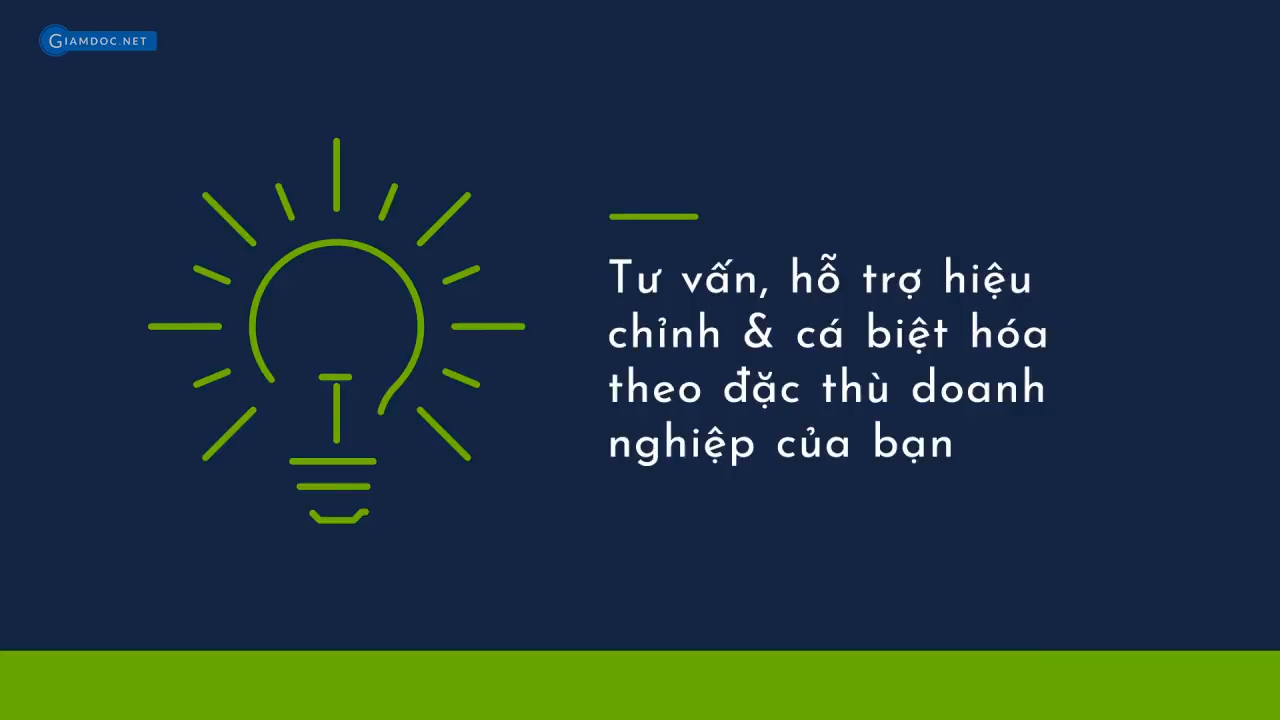 GIAMDOC.NET
Tư vấn, hỗ trợ hiệu
chỉnh & cá biệt hóa
theo đặc thù doanh
nghiệp của bạn